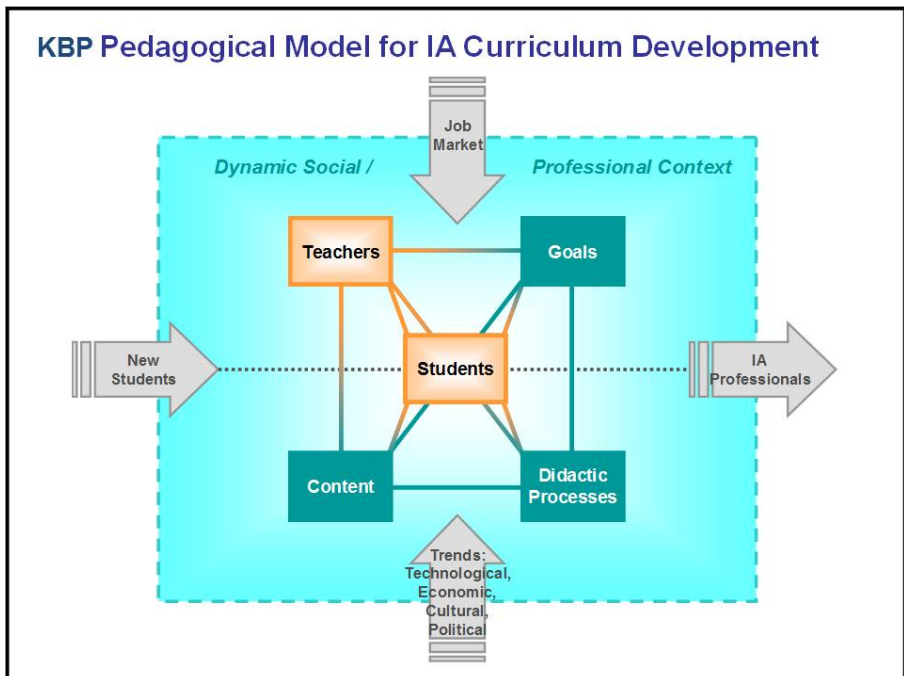 KBP Pedagogical Model for IA Curriculum Development
Job
Market
Dynamic Social /
Professional Context
Teachers
Goals
New
Students
Students
IA
Professionals
Content
Didactic
Processes
Trends:
Technological,
Economic,
Cultural,
Political